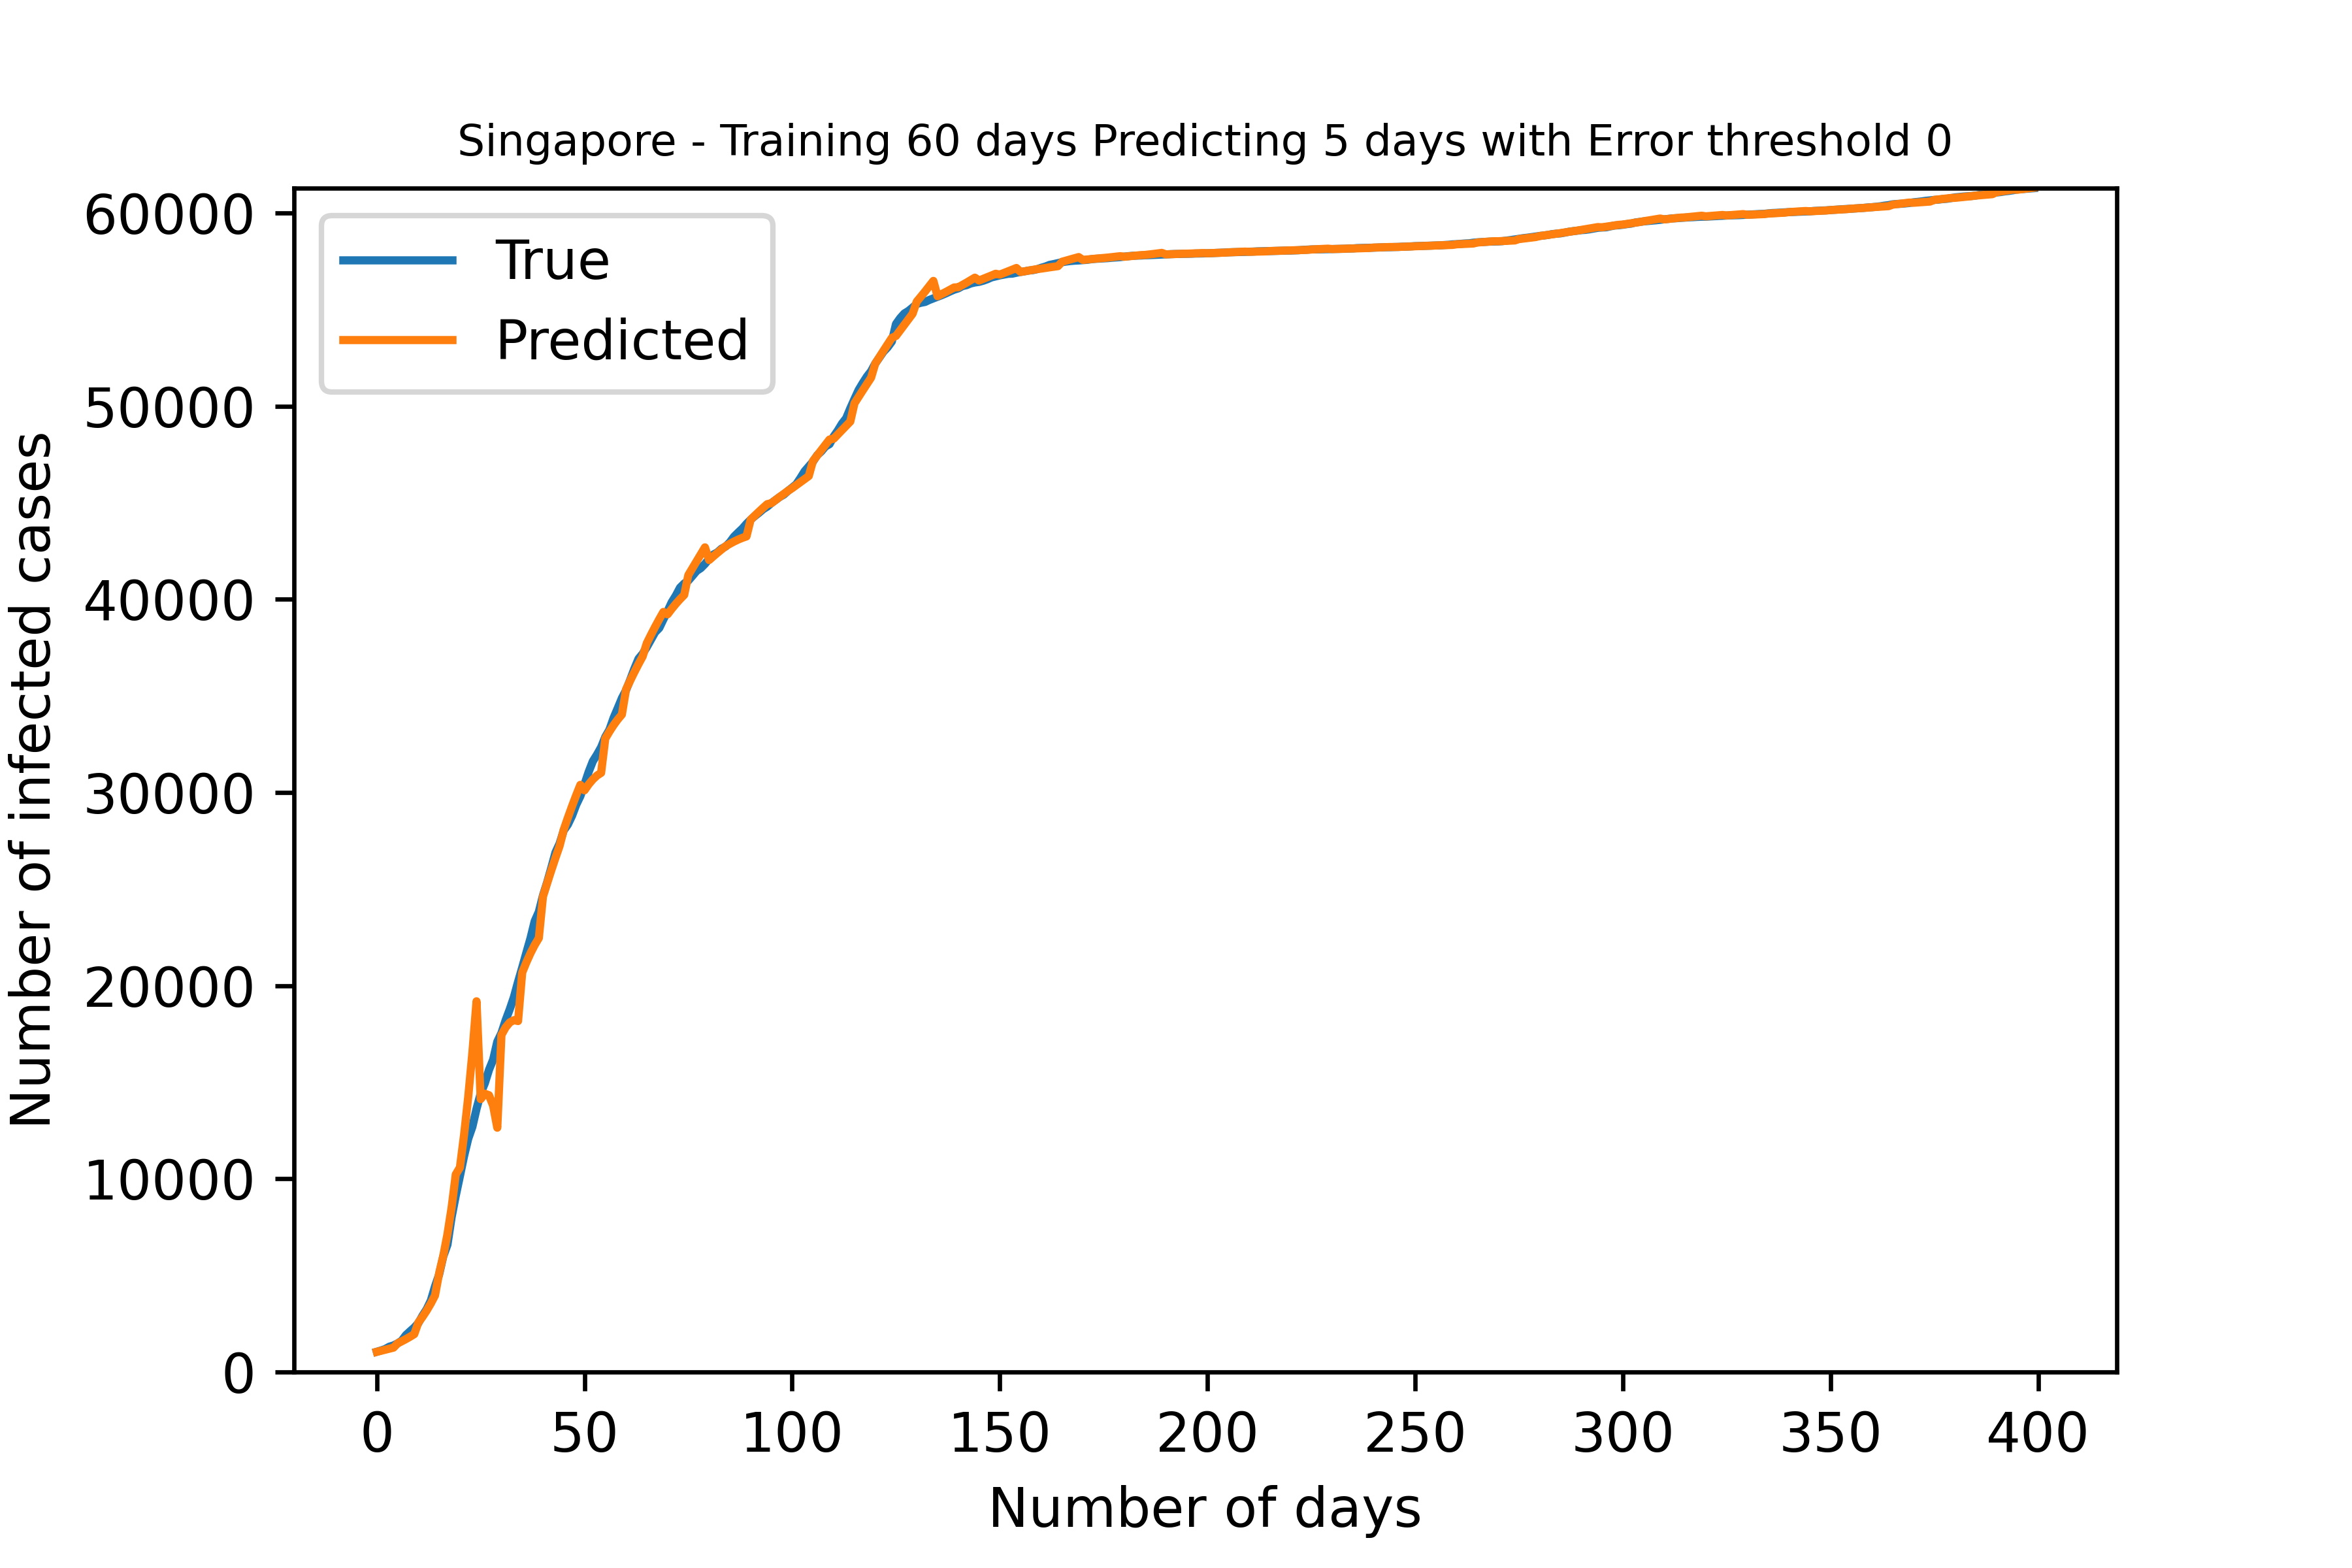 Singapore - Training 60 days Predicting 5 days with Error threshold 0
True
Predicted
Number of infected cases
60000
50000
40000
30000
20000
10000
0
0 50 100 150 200 250 300 350 400
Number of days